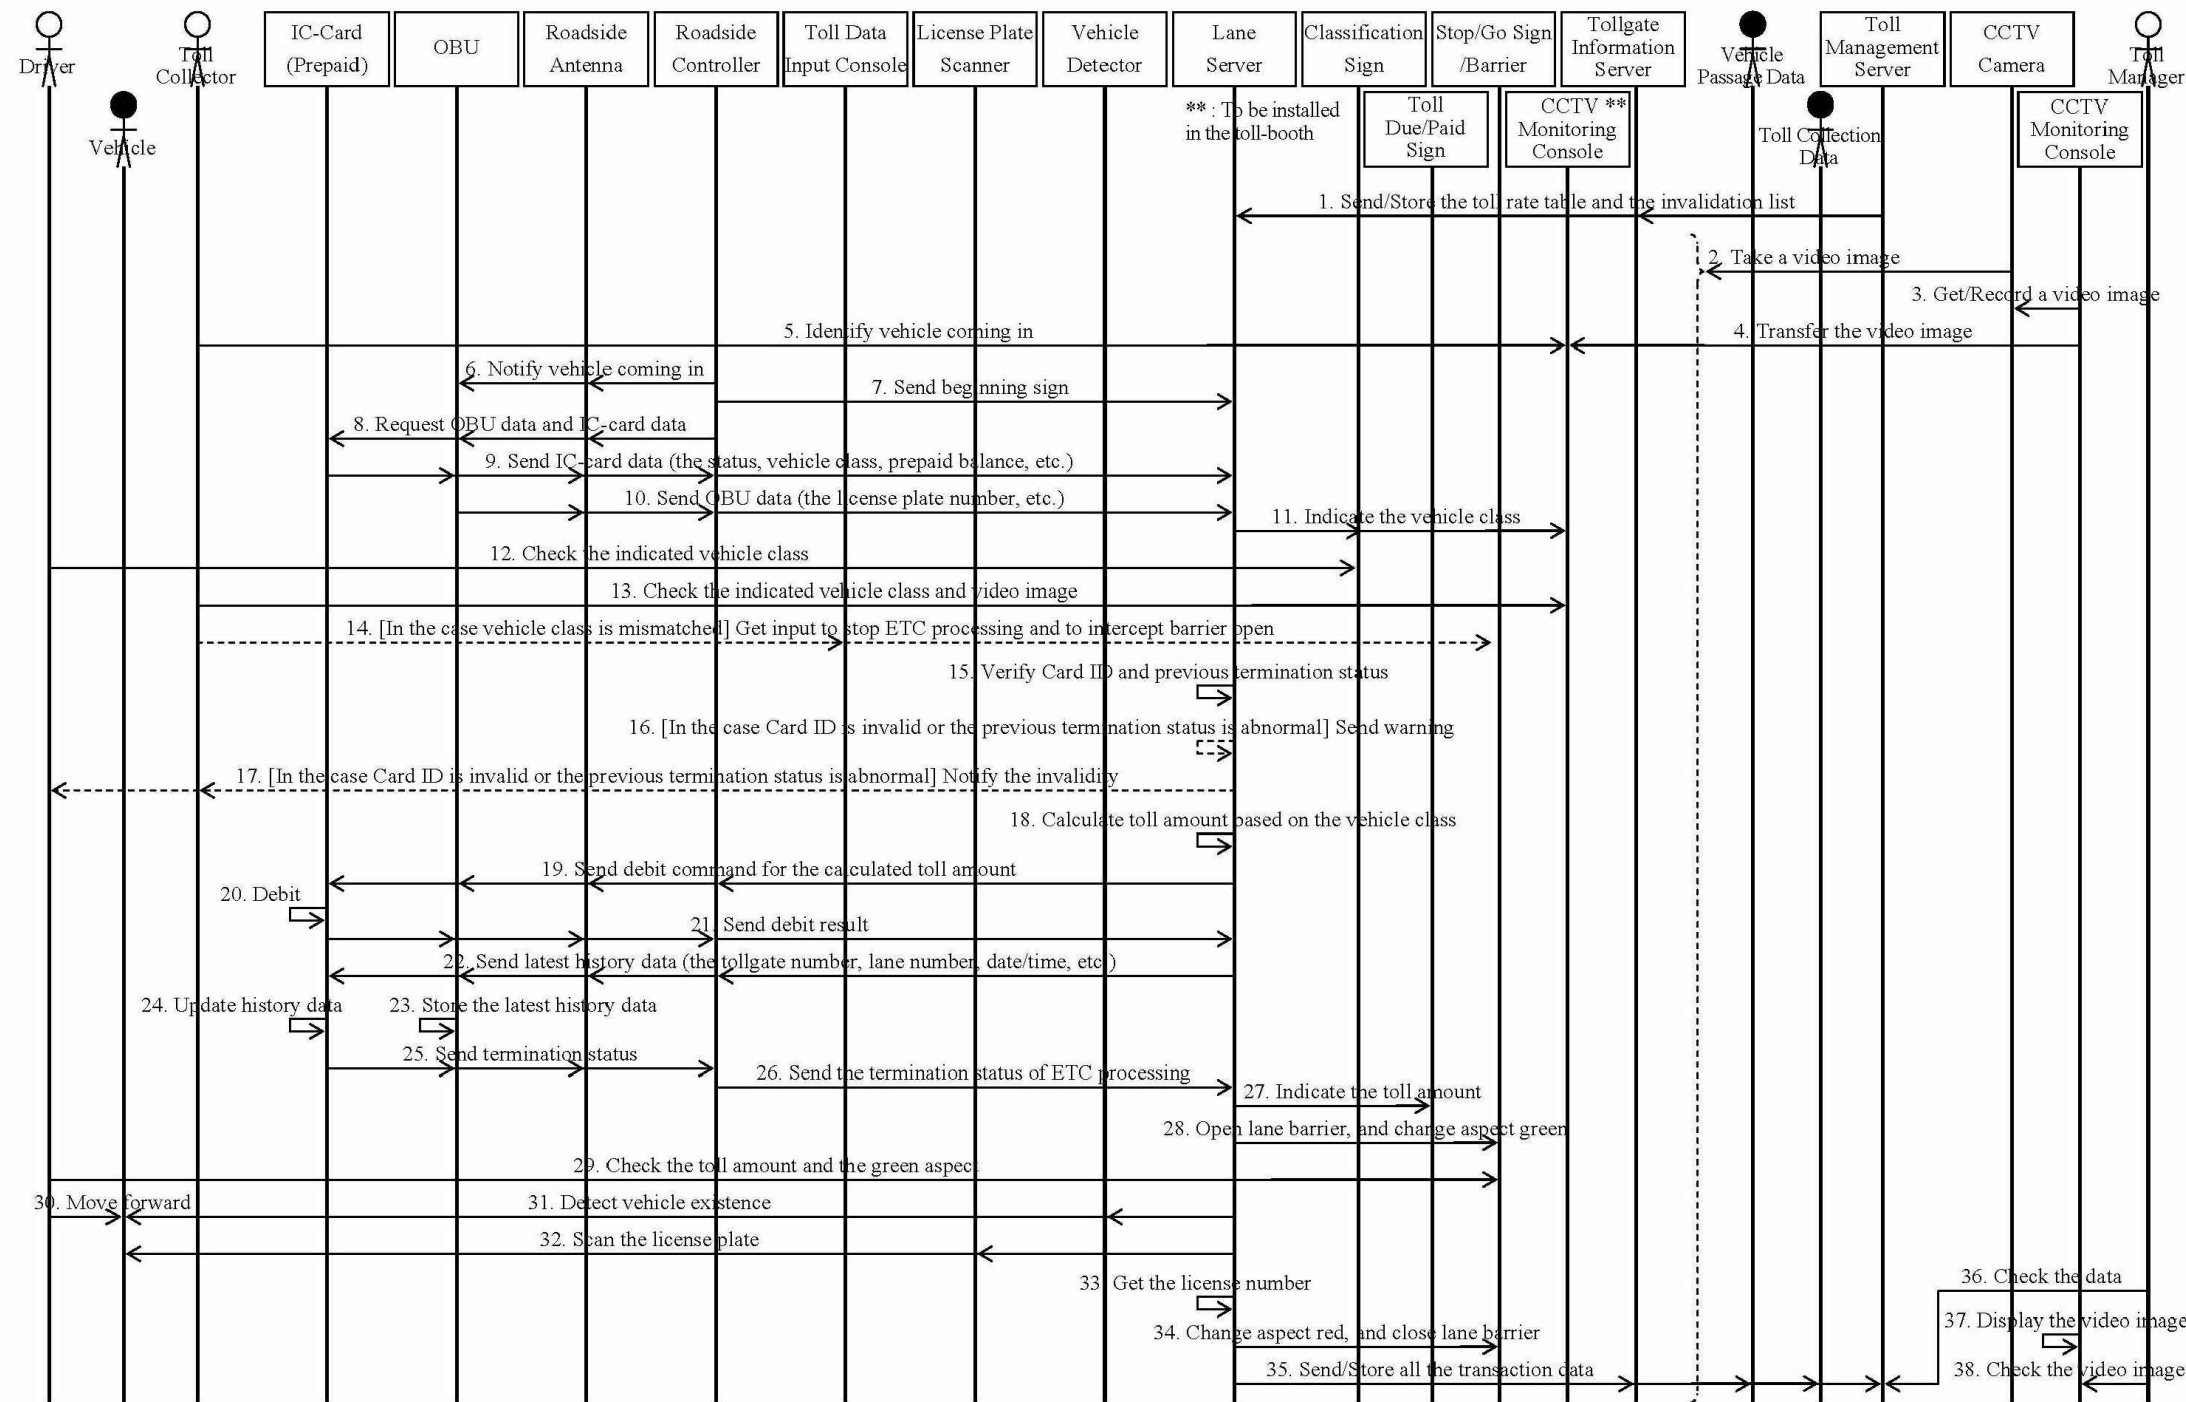 Driver
Vehicle
Toll
Collector
IC-Card
(Prepaid)
OBU
Roadside
Antenna
Roadside
Controller
Toll Data
Input Console
License Plate
Scanner
Vehicle
Detector
Lane
Server
** : To be installed
in the toll-booth
Classification
Sign
Toll
Due/Paid
Sign
Stop/Go Sign
/Barrier
CCTV **
Monitoring
Console
Tollgate
Information
Server
Vehicle
Passage Data
Toll Collection
Data
Toll
Management
Server
CCTV
Camera
CCTV
Monitoring
Console
Toll
Manager
1. Send/Store the toll rate table and the invalidation list
2. Take a video image
3. Get/Record a video image
4. Transfer the video image
5. Identify vehicle coming in
6. Notify vehicle coming in
7. Send beginning sign
8. Request OBU data and IC-card data
9. Send IC-card data (the status, vehicle class, prepaid balance, etc.)
10. Send OBU data (the license plate number, etc.)
11. Indicate the vehicle class
12. Check the indicated vehicle class
13. Check the indicated vehicle class and video image
14. [In the case vehicle class is mismatched] Get input to stop ETC processing and to intercept barrier open
15. Verify Card ID and previous termination status
16. [In the case Card ID is invalid or the previous termination status is abnormal] Send warning
17. [In the case Card ID is invalid or the previous termination status is abnormal] Notify the invalidity
18. Calculate toll amount based on the vehicle class
19. Send debit command for the calculated toll amount
20. Debit
21. Send debit result
22. Send latest history data (the tollgate number, lane number, date/time, etc.)
24. Update history data
23. Store the latest history data
25. Send termination status
26. Send the termination status of ETC processing
27. Indicate the toll amount
28. Open lane barrier, and change aspect green
29. Check the toll amount and the green aspect
30. Move forward
31. Detect vehicle existence
32. Scan the license plate
33. Get the license number
34. Change aspect red, and close lane barrier
35. Send/Store all the transaction data
36. Check the data
37. Display the video image
38. Check the video image